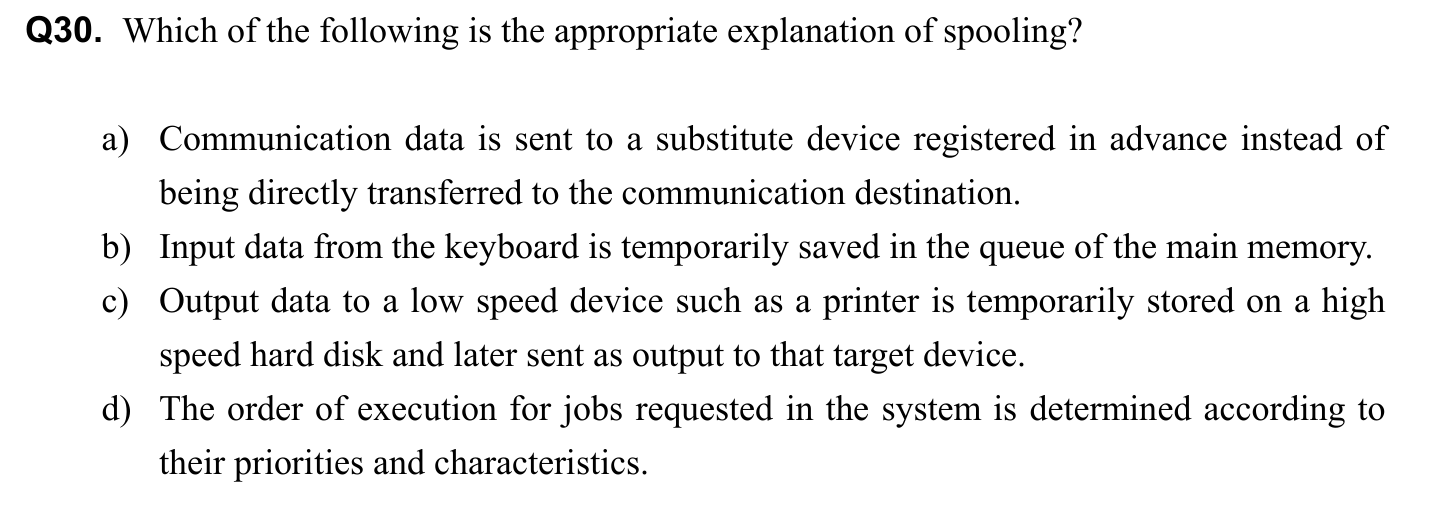 Q30. Which of the following is the appropriate explanation of spooling?
a) Communication data is sent to a substitute device registered in advance instead of
being directly transferred to the communication destination.
b) Input data from the keyboard is temporarily saved in the queue of the main memory.
c) Output data to a low speed device such as a printer is temporarily stored on a high
speed hard disk and later sent as output to that target device.
d) The order of execution for jobs requested in the system is determined according to
their priorities and characteristics.